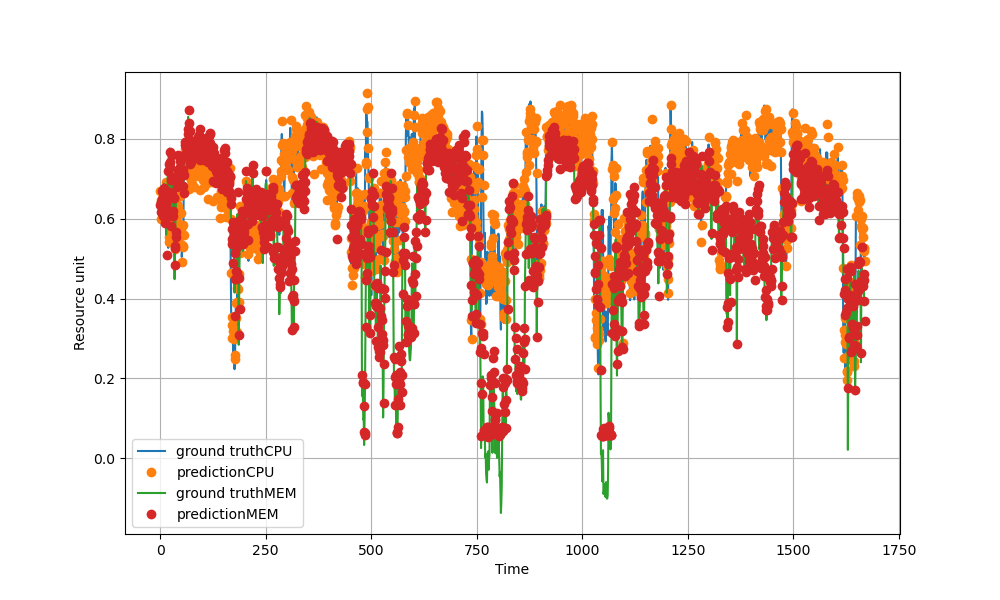 0.8
0.6
0.4
0.2
0.0
Resource unit
ground truthCPU
predictionCPU
ground truthMEM
predictionMEM
0 250 500 750 1000 1250 1500 1750
Time